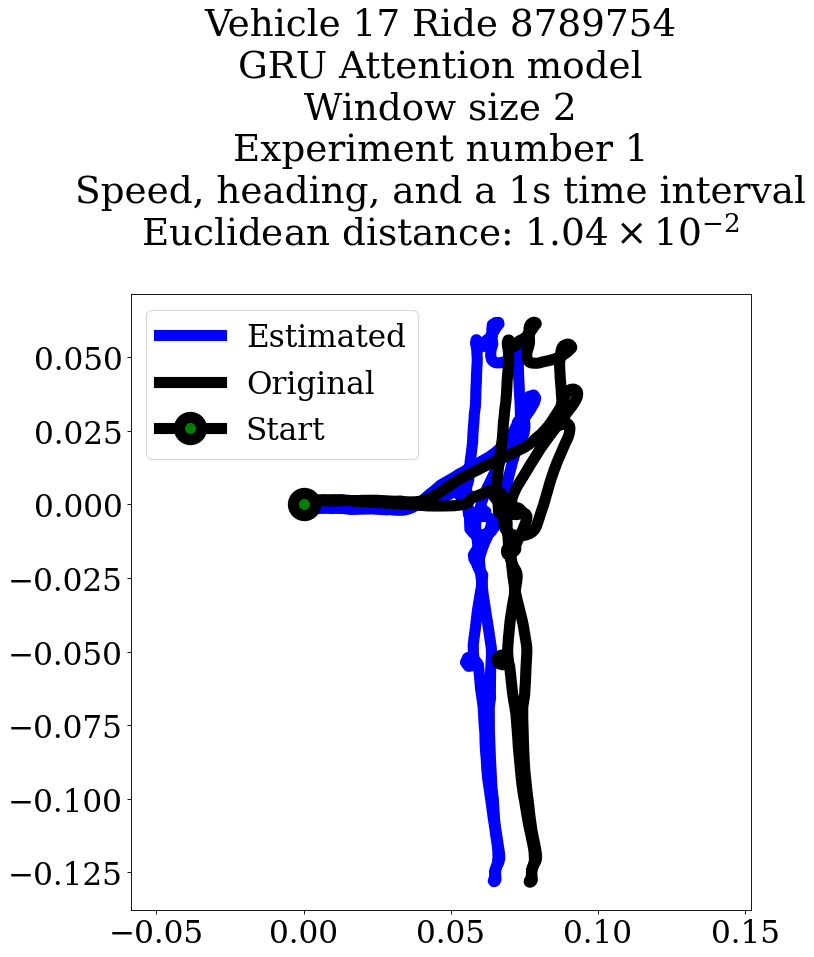 Vehicle 17 Ride 8789754
GRU Attention model
Window size 2
Experiment number 1
Speed, heading, and a 1s time interval
Euclidean distance: 1.04 × 10⁻²
Estimated
Original
Start
0.050
0.025
0.000
−0.025
−0.050
−0.075
−0.100
−0.125
−0.05 0.00 0.05 0.10 0.15